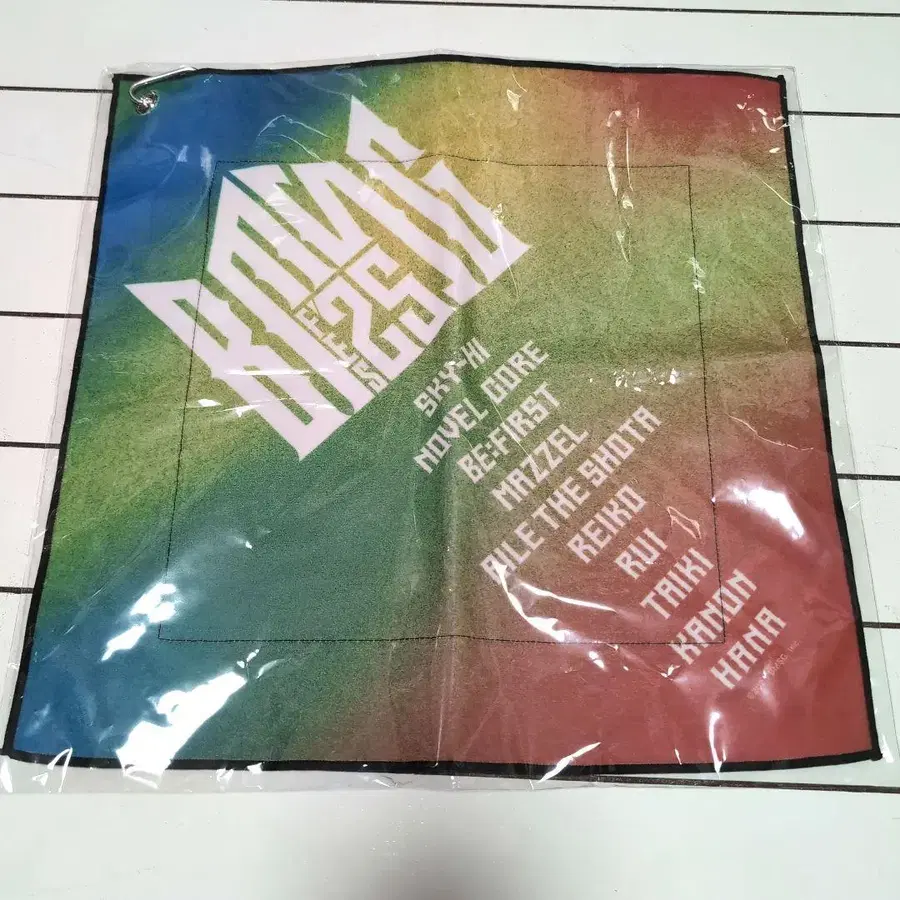 BMSG
FES
25
SKY-HI
NOVEL CORE
BE:FIRST
MAZZEL
AILE THE SHOTA
REIKO
RUI
TAIKI
KANON
HANA